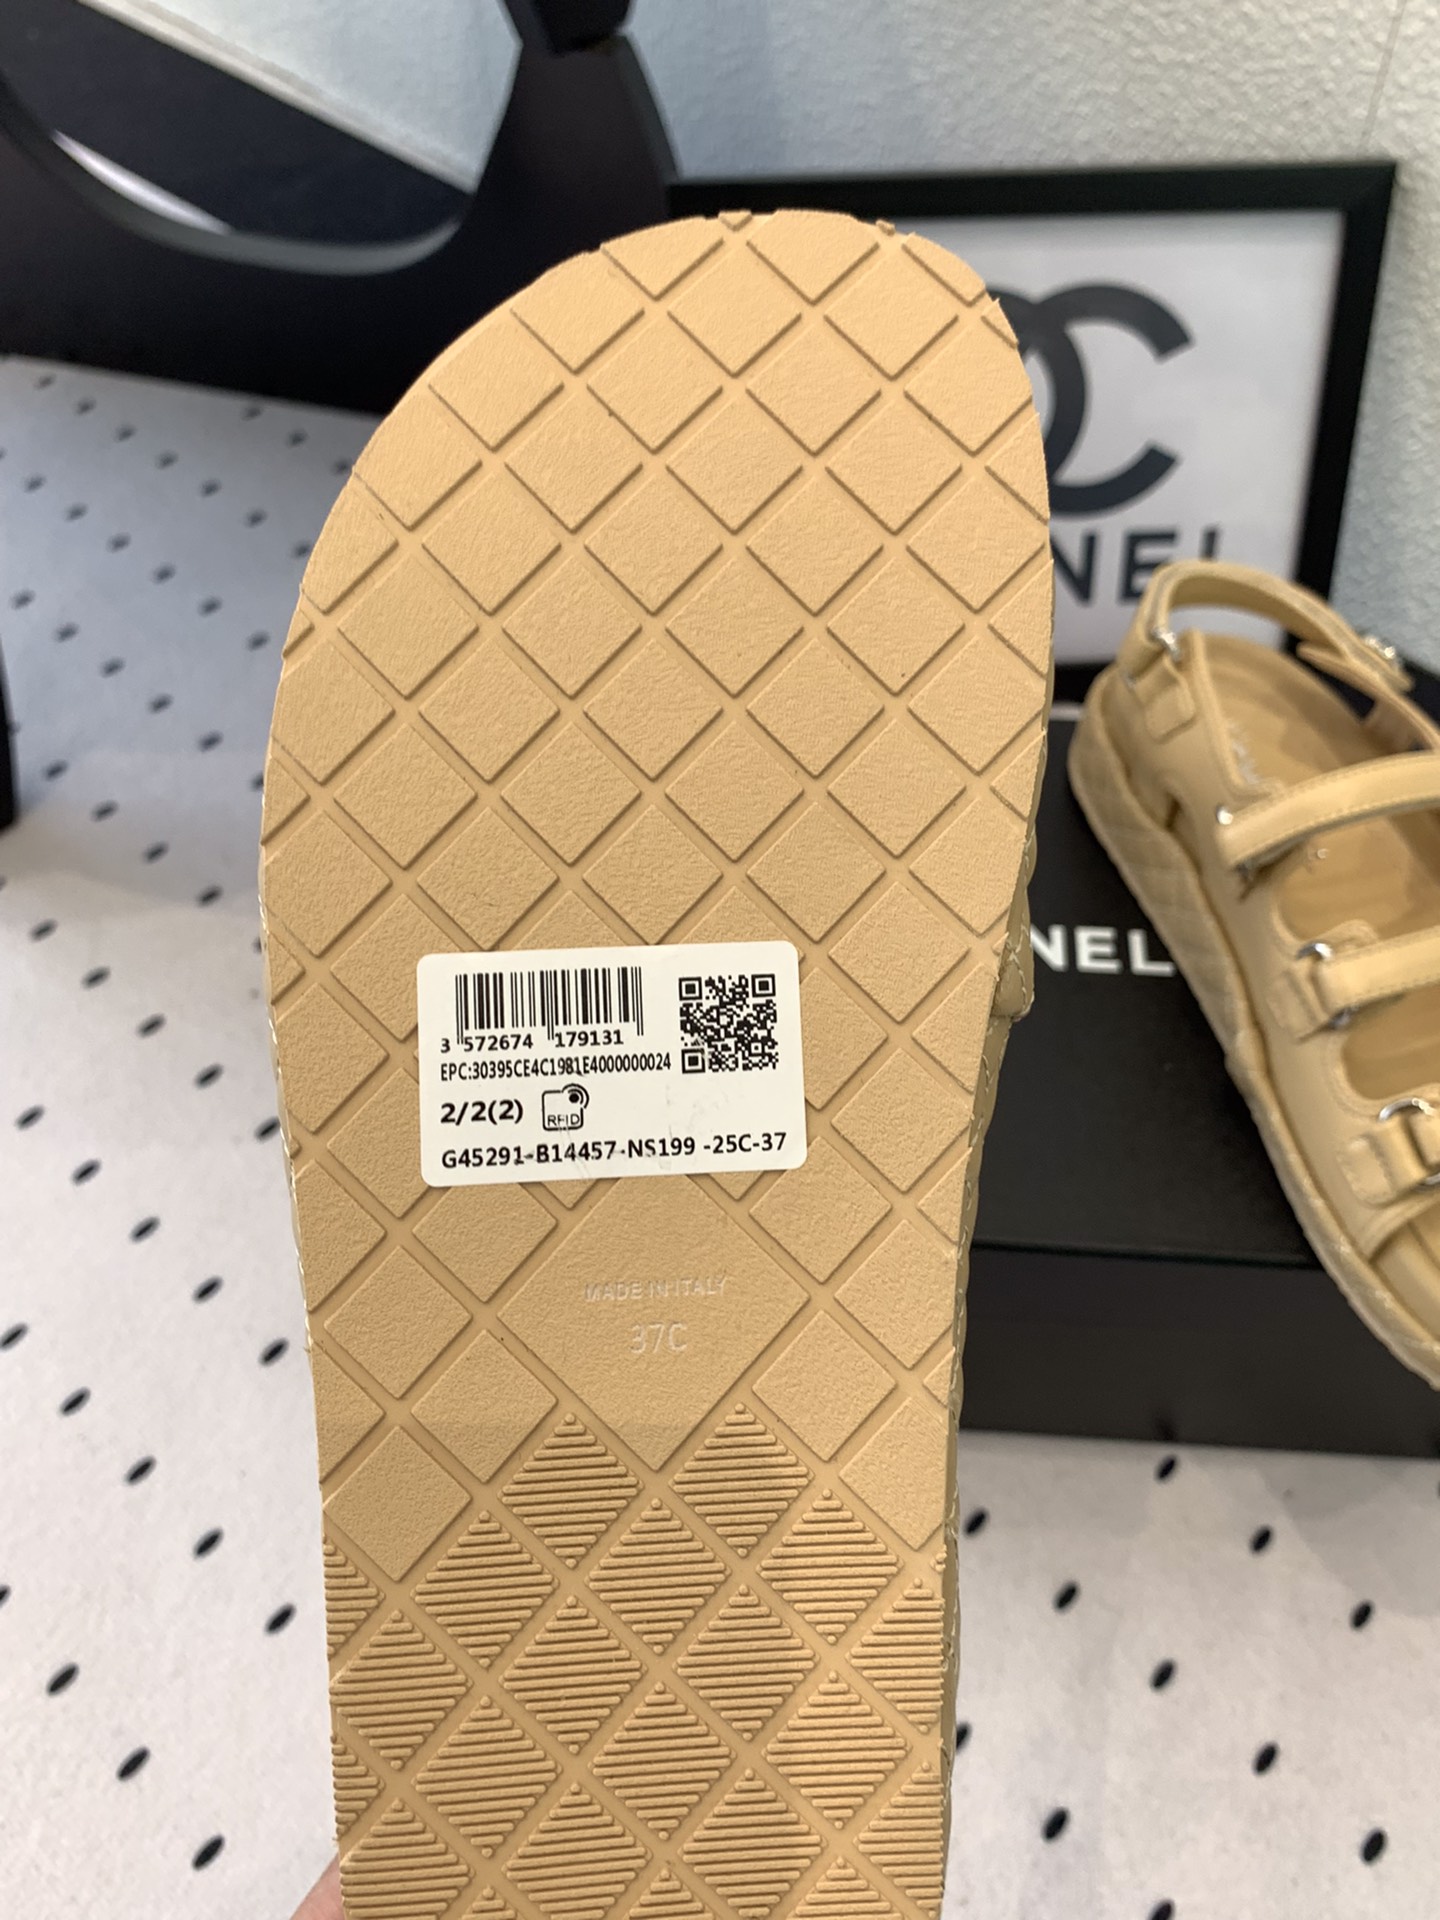 NEL
NEL
3 572674 179131
EPC:30395CE4C1981E4000000024
2/2(2) RFID
G45291-B14457-NS199 -25C-37
MADE IN ITALY
37C